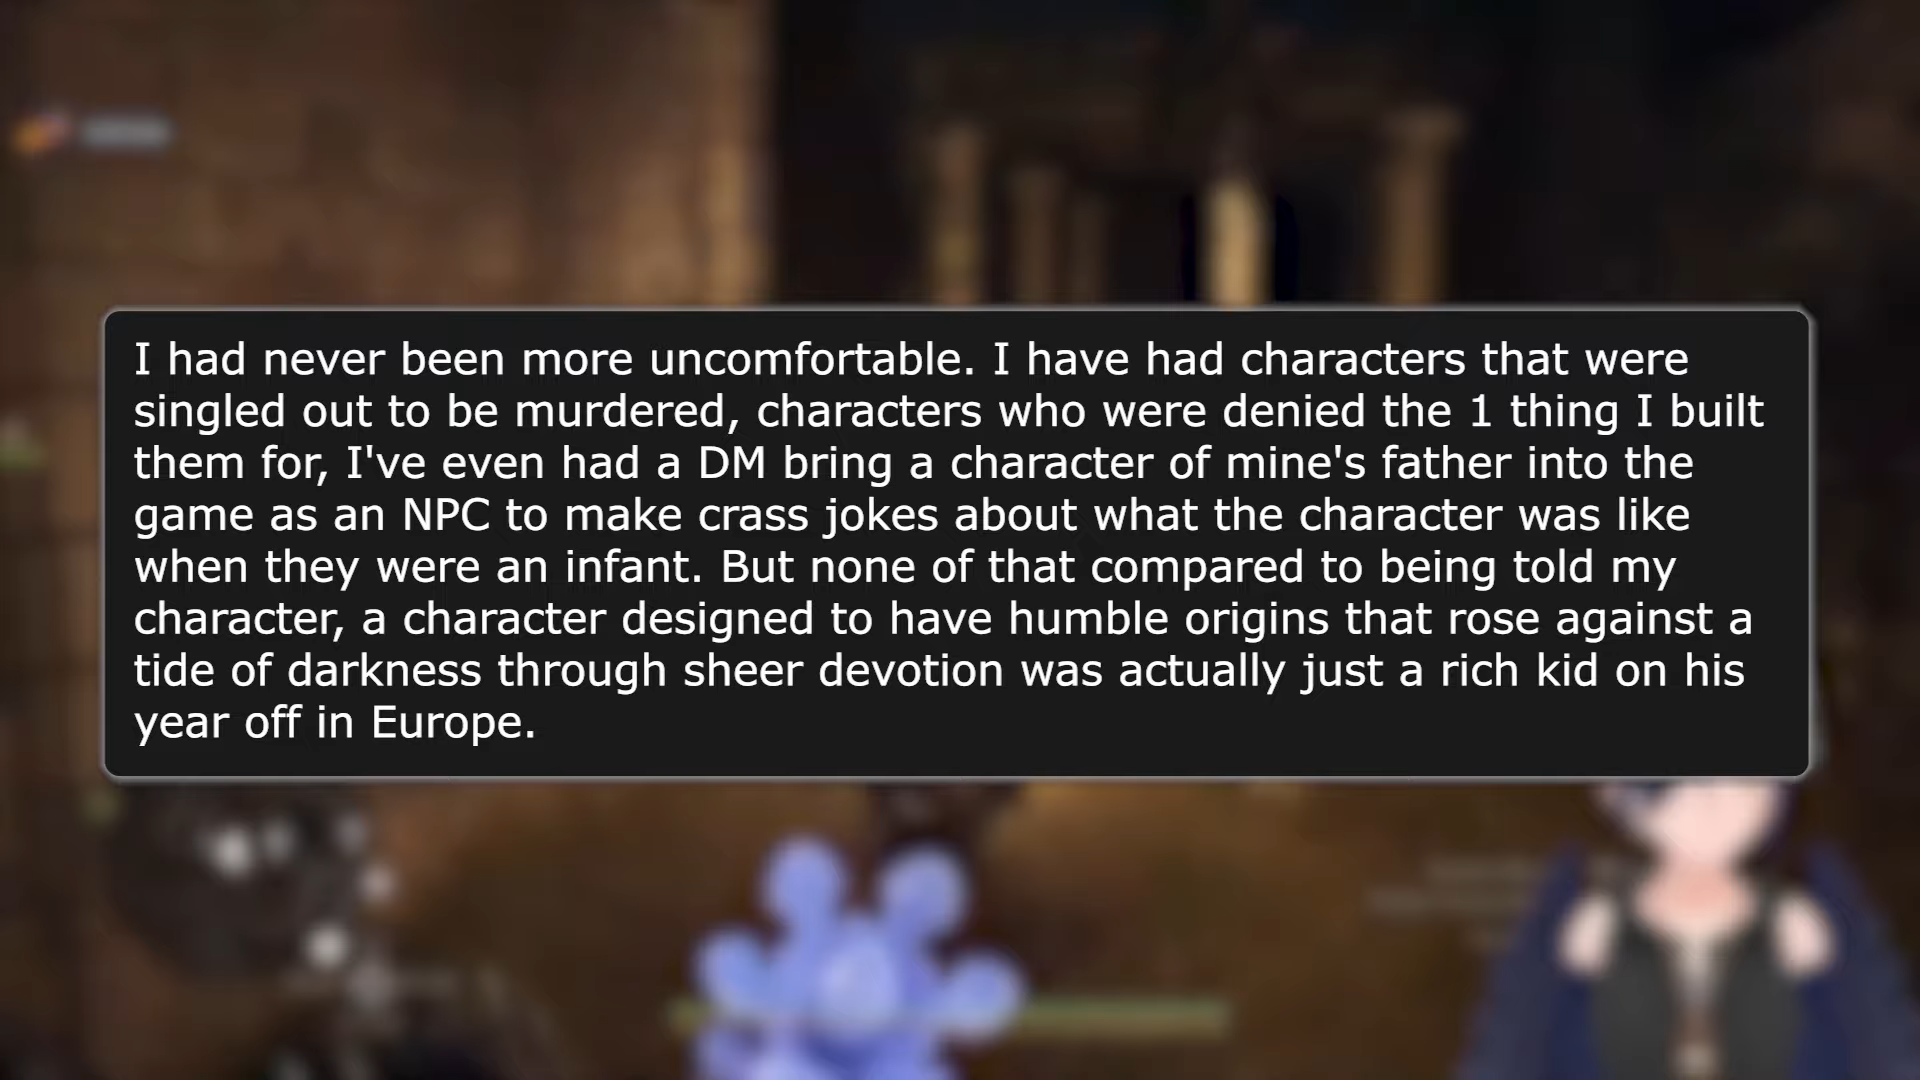 I had never been more uncomfortable. I have had characters that were
singled out to be murdered, characters who were denied the 1 thing I built
them for, I've even had a DM bring a character of mine's father into the
game as an NPC to make crass jokes about what the character was like
when they were an infant. But none of that compared to being told my
character, a character designed to have humble origins that rose against a
tide of darkness through sheer devotion was actually just a rich kid on his
year off in Europe.